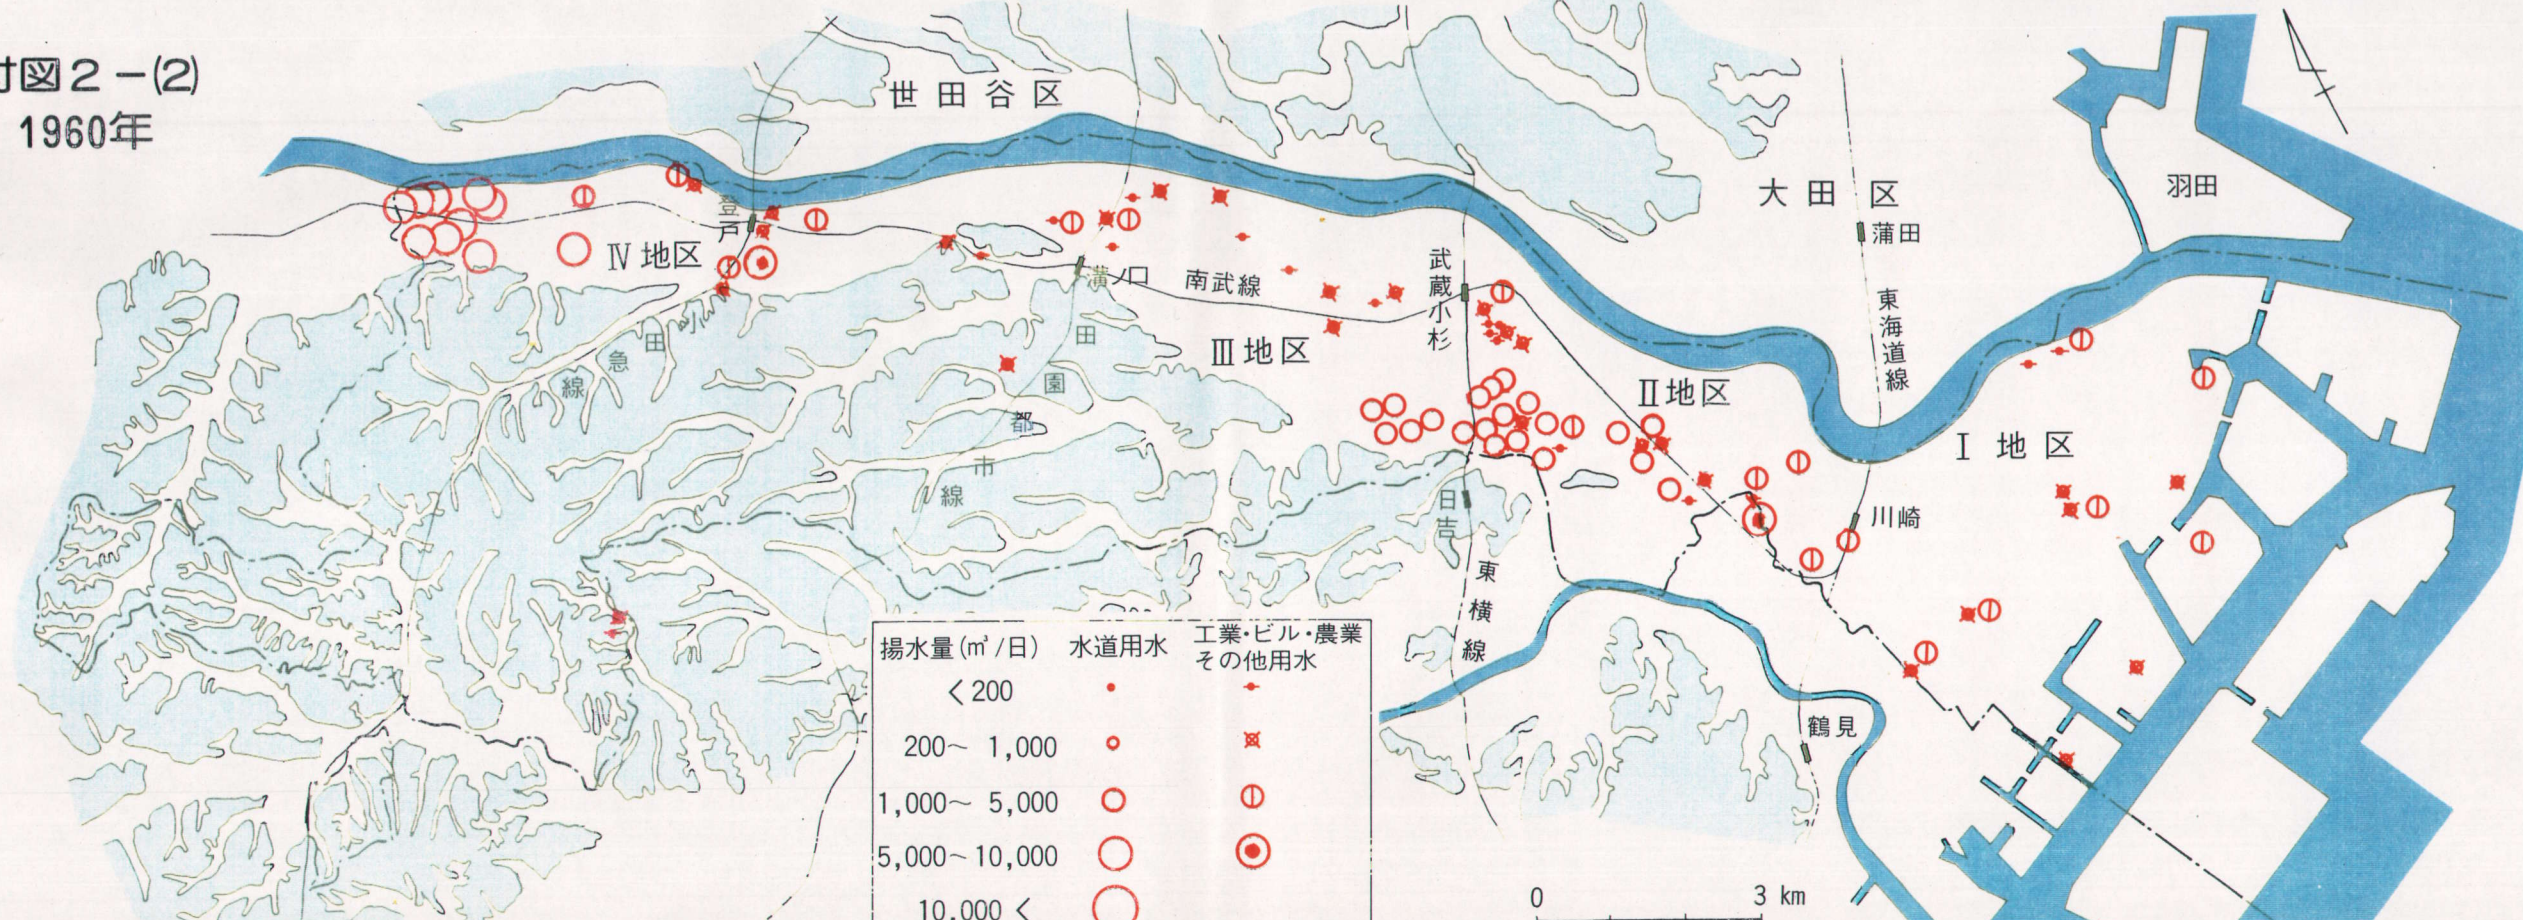 付図2-(2)
1960年
世田谷区
大田区
羽田
蒲田
東海道線
登戸
Ⅳ地区
溝ノ口
南武線
武蔵小杉
Ⅲ地区
Ⅱ地区
Ⅰ地区
小田急線
田園都市線
日吉
川崎
東横線
鶴見
揚水量(㎥/日) 水道用水 工業・ビル・農業
その他用水
<200
200~ 1,000
1,000~ 5,000
5,000~10,000
10,000<
0 3 km